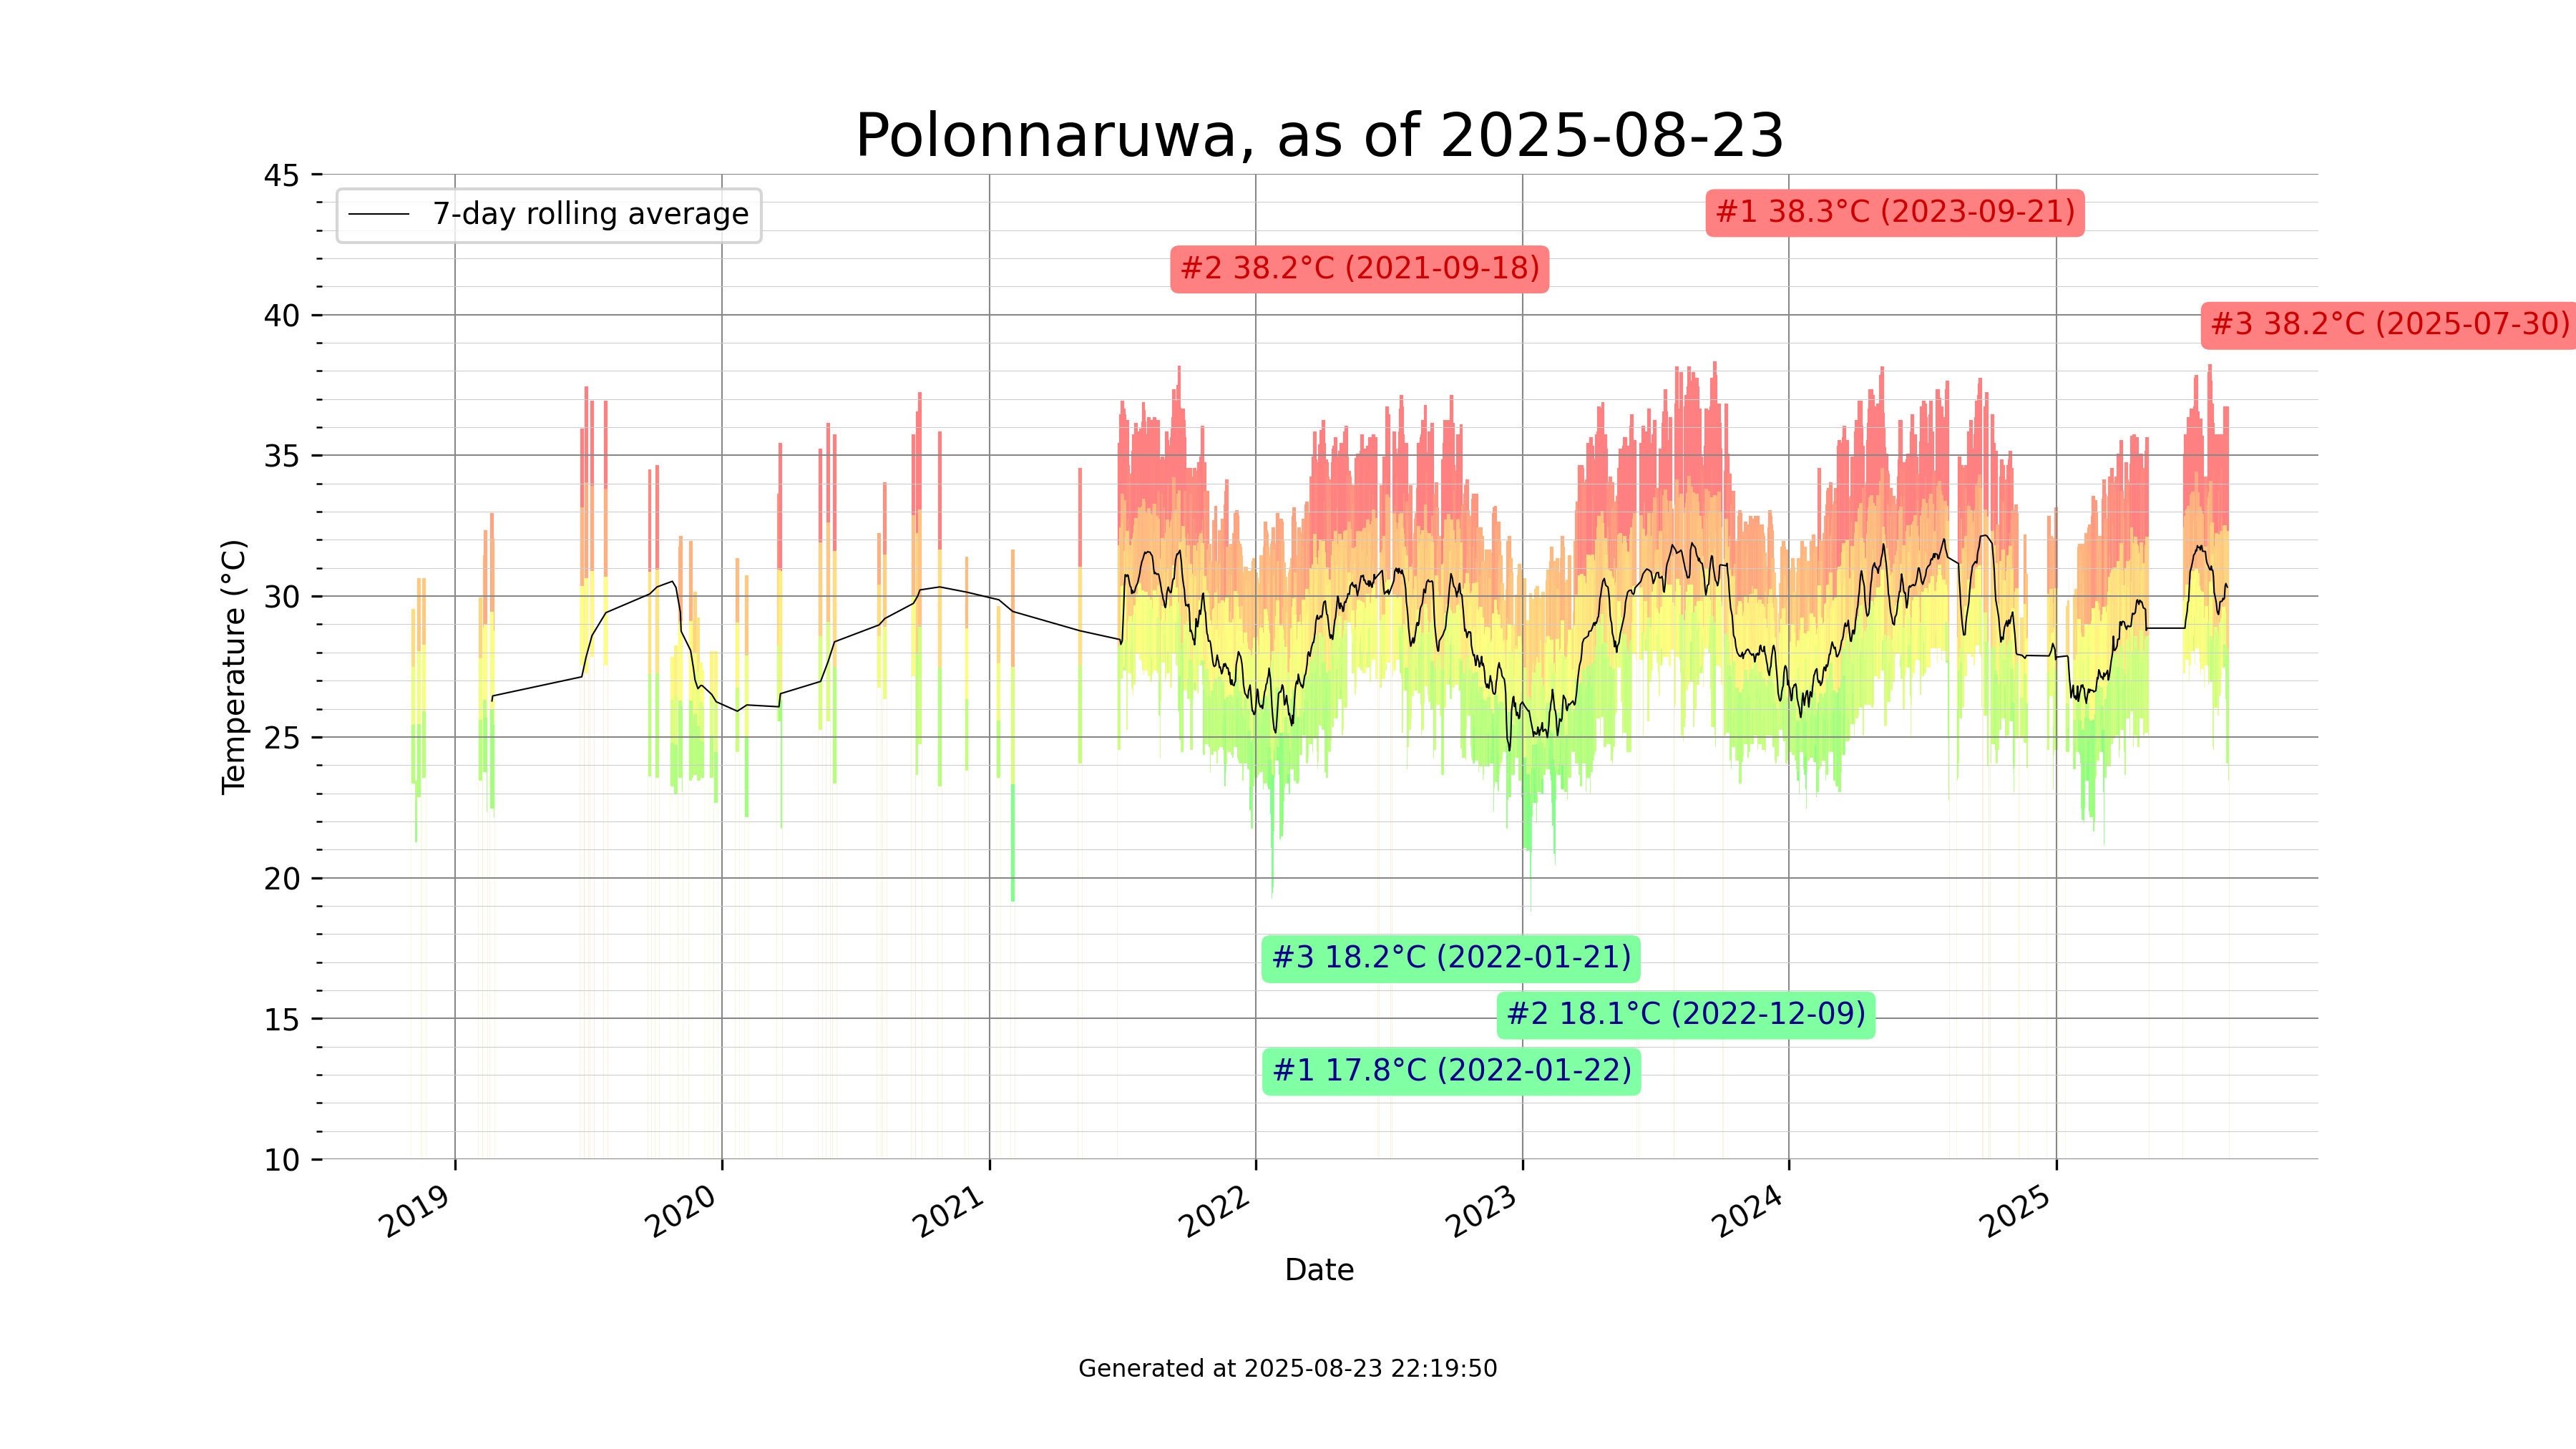 Polonnaruwa, as of 2025-08-23
45
7-day rolling average
#1 38.3°C (2023-09-21)
#2 38.2°C (2021-09-18)
40
#3 38.2°C (2025-07-30)
35
30
Temperature (°C)
25
20
#3 18.2°C (2022-01-21)
15
#2 18.1°C (2022-12-09)
#1 17.8°C (2022-01-22)
10
2019 2020 2021 2022 2023 2024 2025
Date
Generated at 2025-08-23 22:19:50